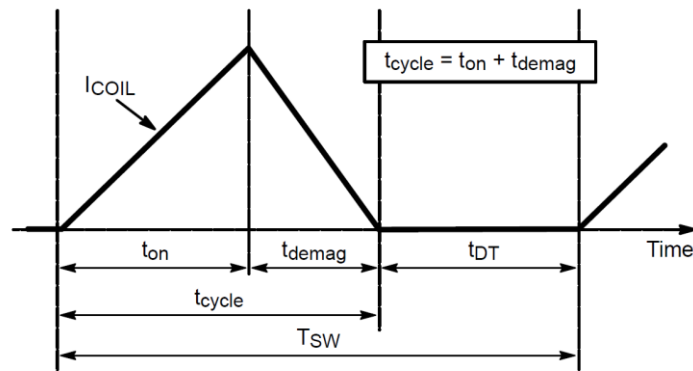 tcycle = ton + tdemag
ICOIL
ton
tdemag
tDT
Time
tcycle
TSW